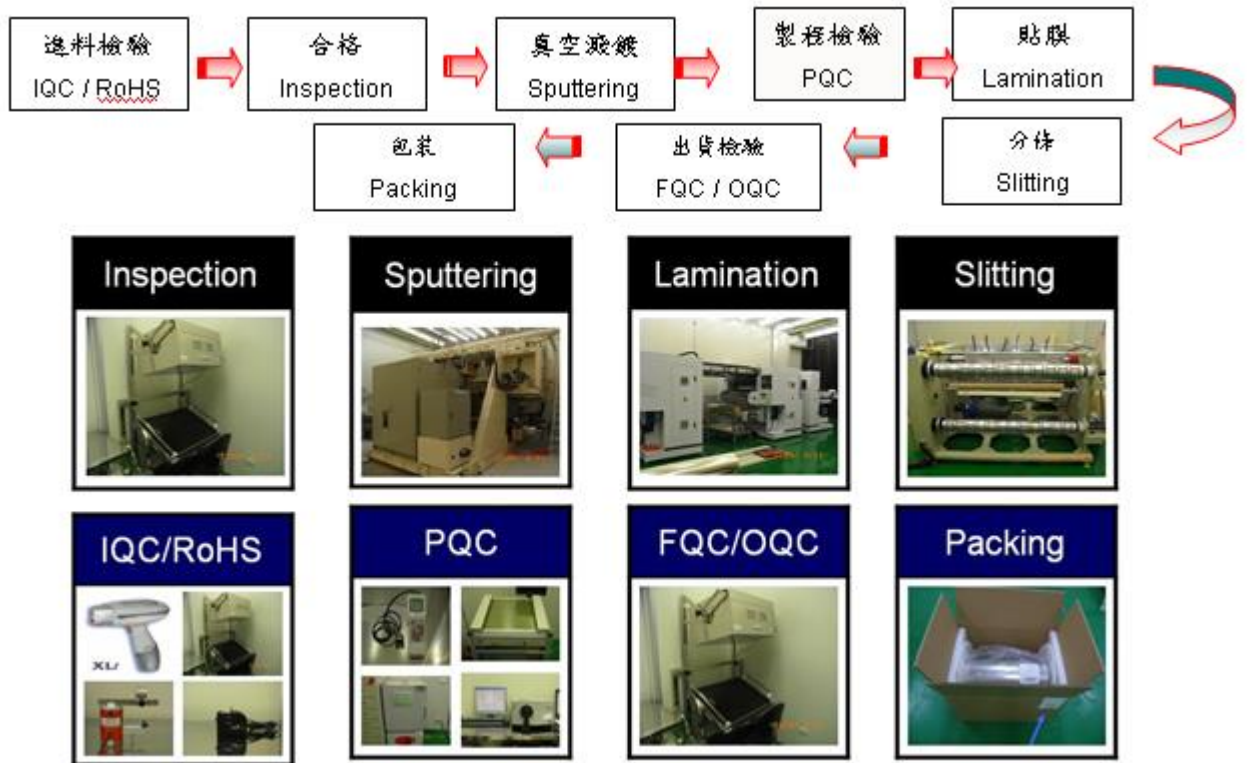 進料檢驗
IQC / RoHS
合格
Inspection
真空濺鍍
Sputtering
製程檢驗
PQC
貼膜
Lamination
包裝
Packing
出貨檢驗
FQC / OQC
分條
Slitting
Inspection
Sputtering
Lamination
Slitting
IQC/RoHS
PQC
FQC/OQC
Packing